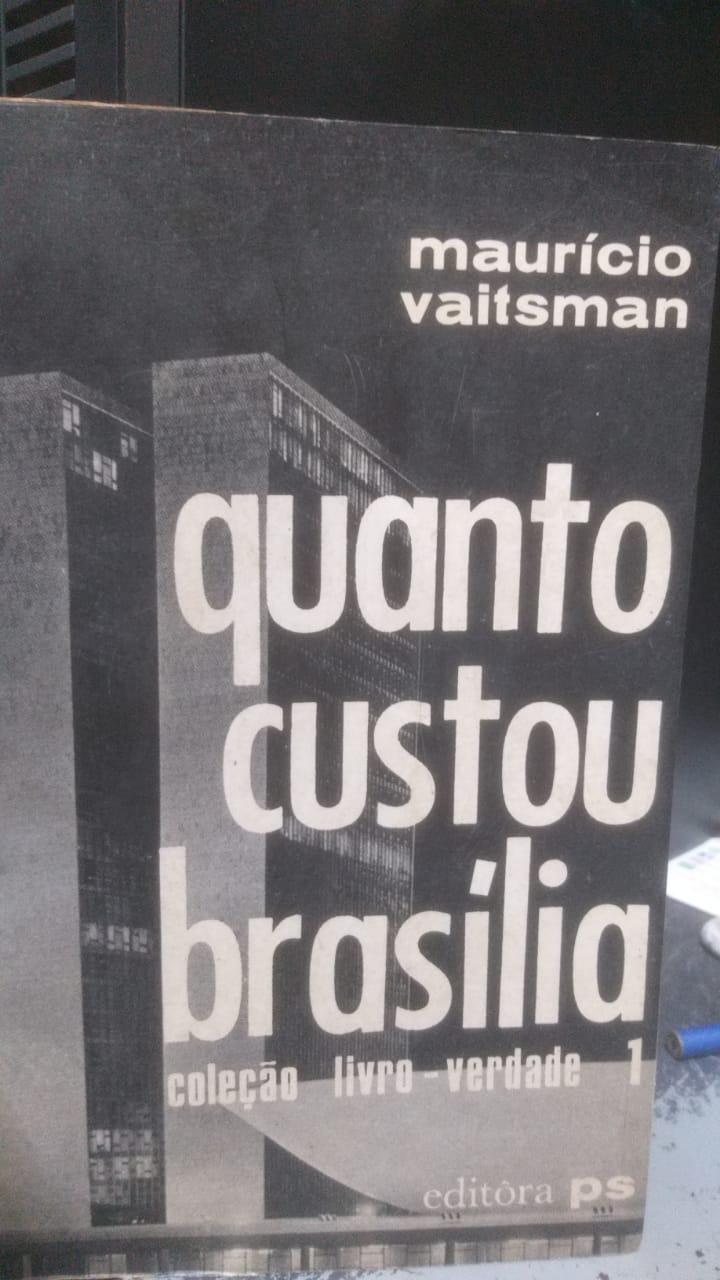 maurício
vaitsman
quanto
custou
brasília
coleção livro-verdade 1
editôra ps